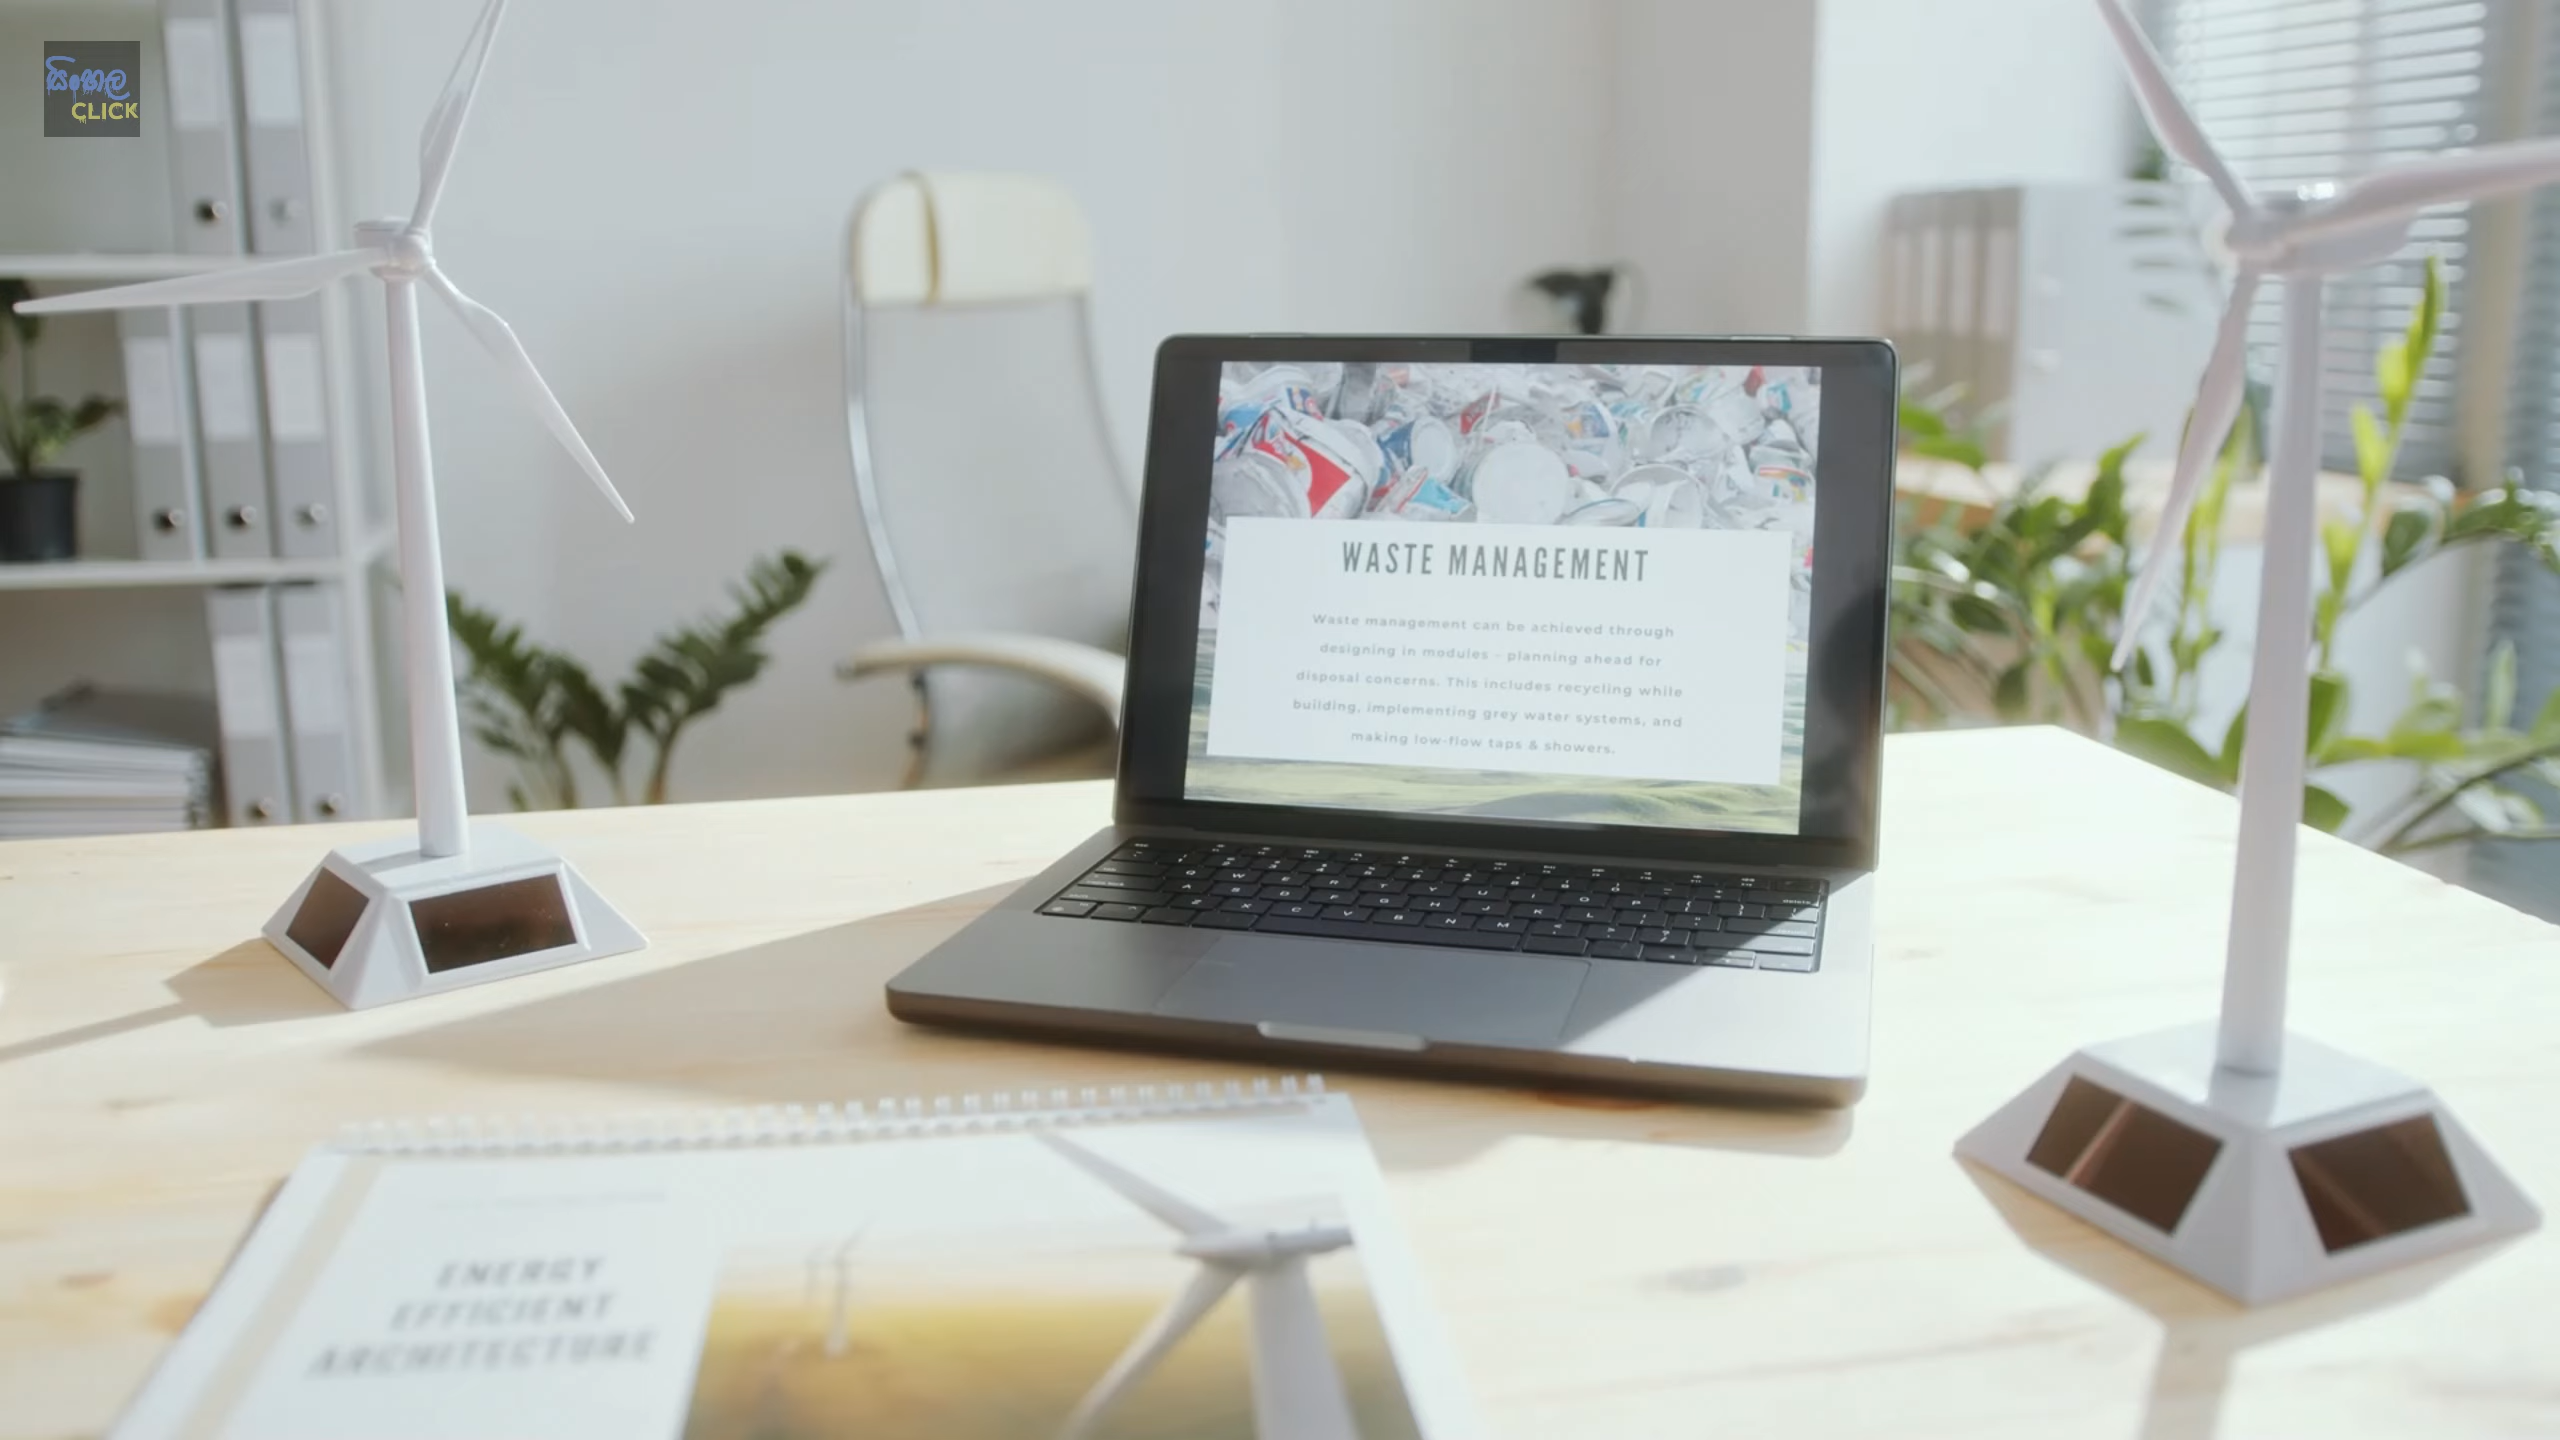 සිංහල
CLICK
WASTE MANAGEMENT
Waste management can be achieved through
designing in modules - planning ahead for
disposal concerns. This includes recycling while
building, implementing grey water systems, and
making low-flow taps & showers.
ENERGY
EFFICIENT
ARCHITECTURE